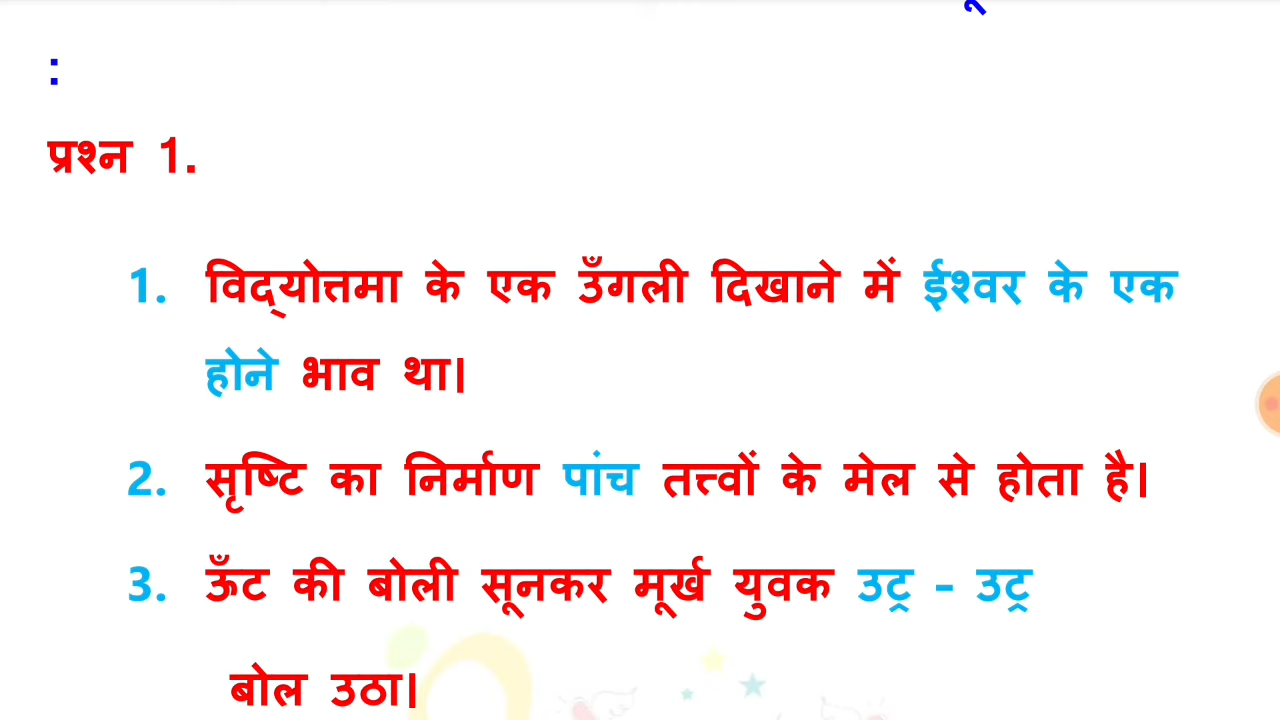 :
प्रश्न 1.
1. विद्‌योत्तमा के एक उँगली दिखाने में ईश्वर के एक
होने भाव था।
2. सृष्टि का निर्माण पांच तत्त्वों के मेल से होता है।
3. ऊँट की बोली सूनकर मूर्ख युवक उट्र - उट्र
बोल उठा।